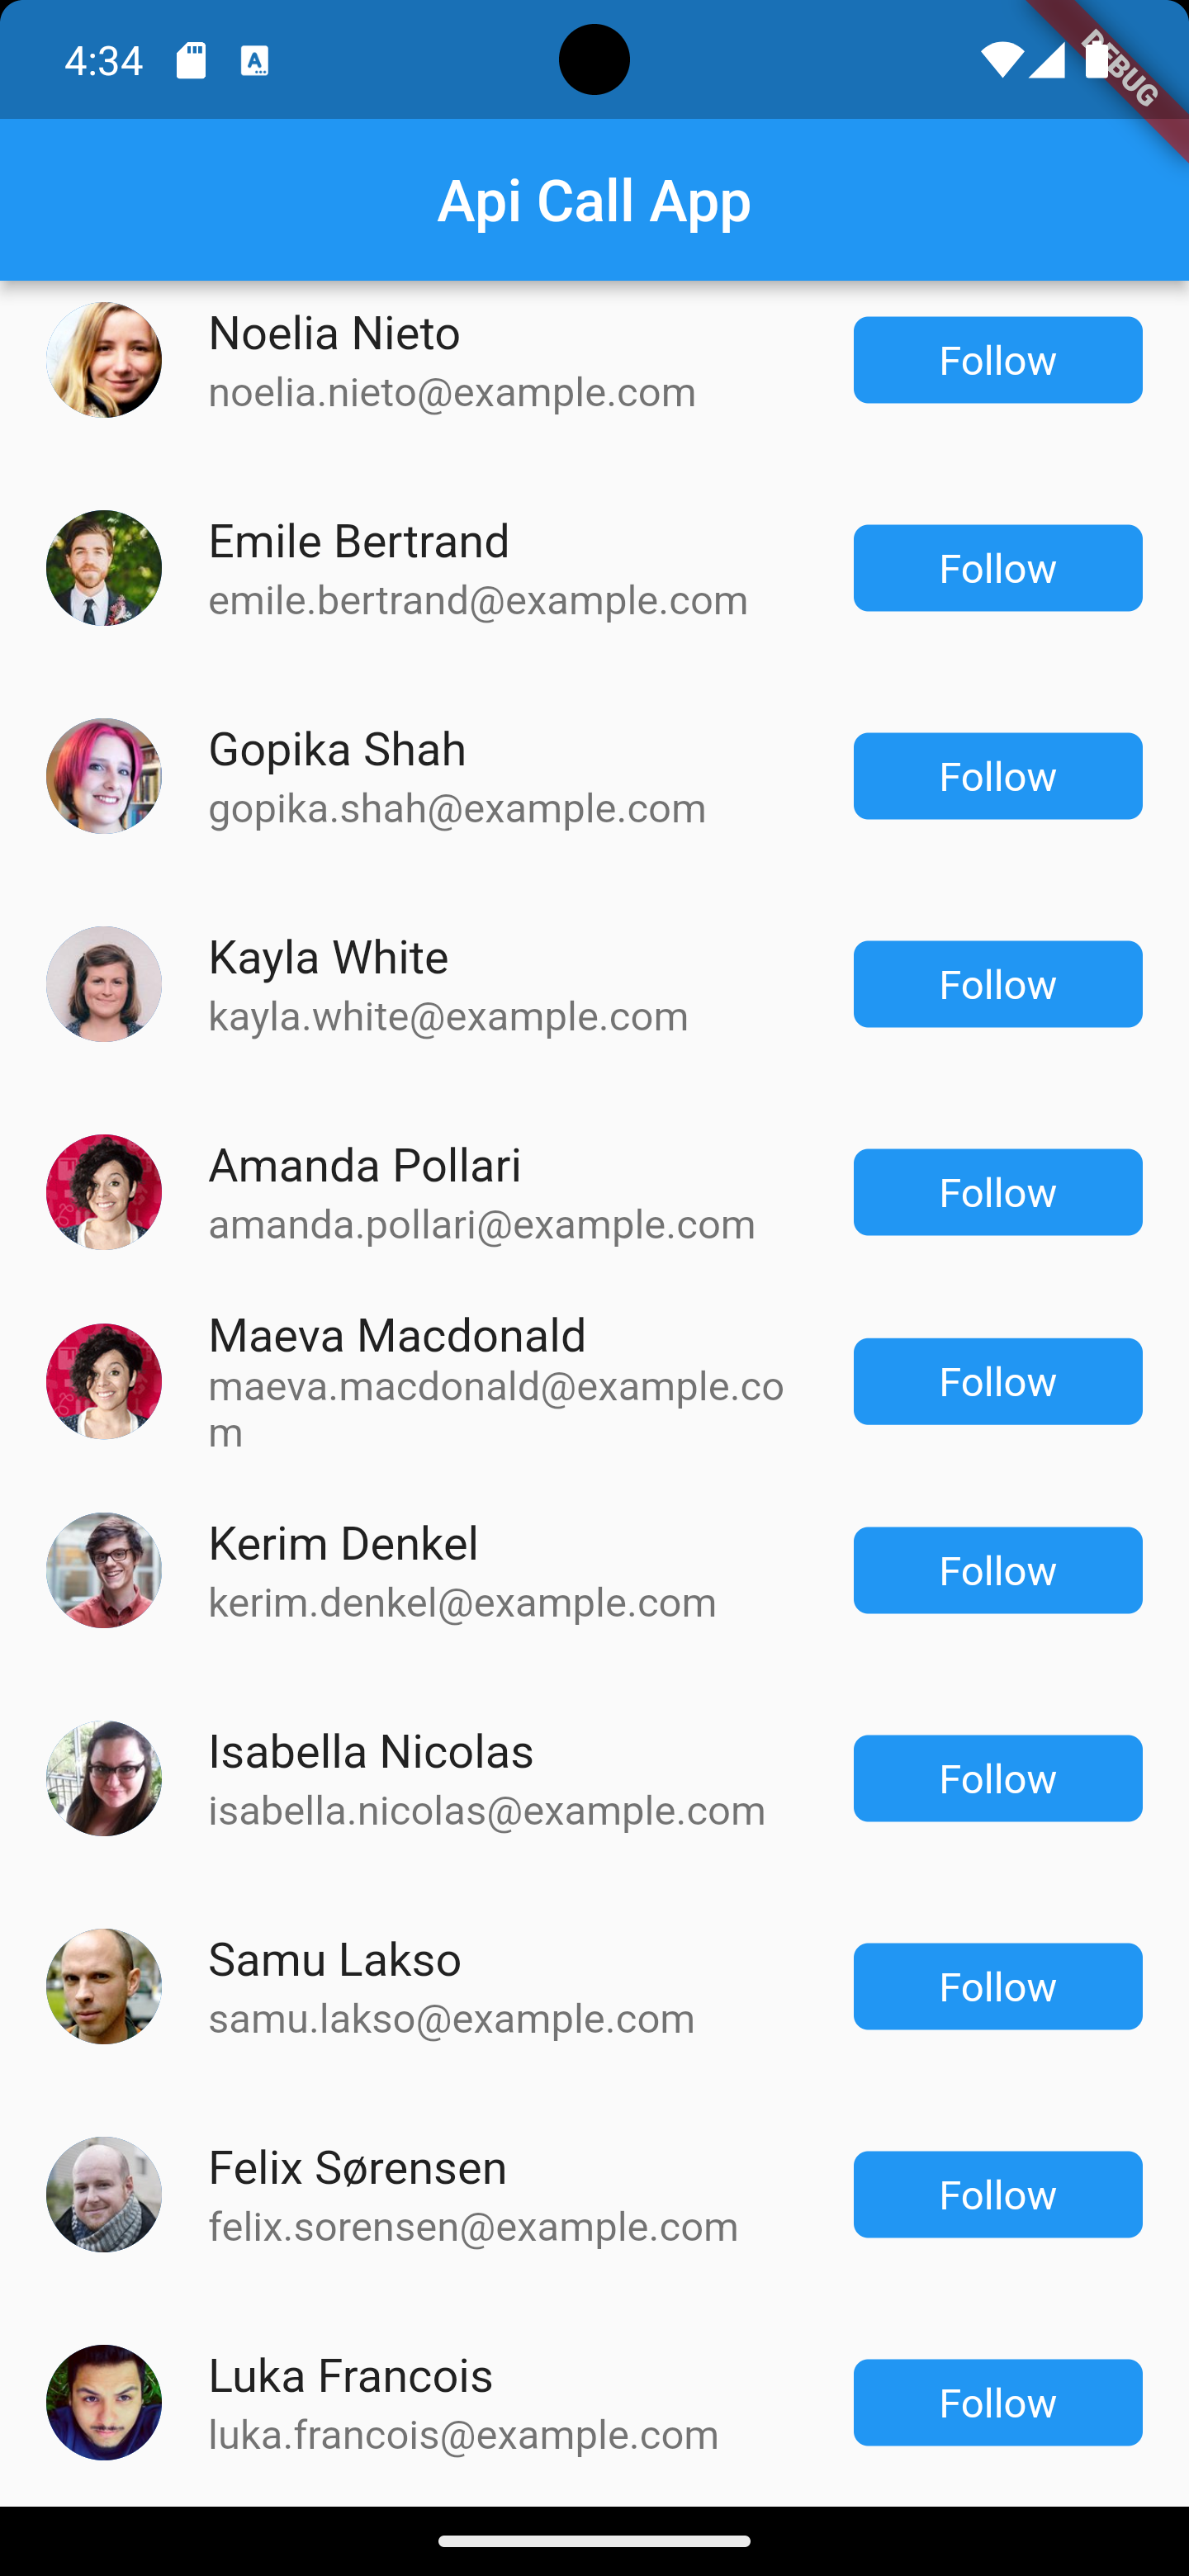 4:34
DEBUG
Api Call App
Noelia Nieto
noelia.nieto@example.com
Follow
Emile Bertrand
emile.bertrand@example.com
Follow
Gopika Shah
gopika.shah@example.com
Follow
Kayla White
kayla.white@example.com
Follow
Amanda Pollari
amanda.pollari@example.com
Follow
Maeva Macdonald
maeva.macdonald@example.co
m
Follow
Kerim Denkel
kerim.denkel@example.com
Follow
Isabella Nicolas
isabella.nicolas@example.com
Follow
Samu Lakso
samu.lakso@example.com
Follow
Felix Sørensen
felix.sorensen@example.com
Follow
Luka Francois
luka.francois@example.com
Follow